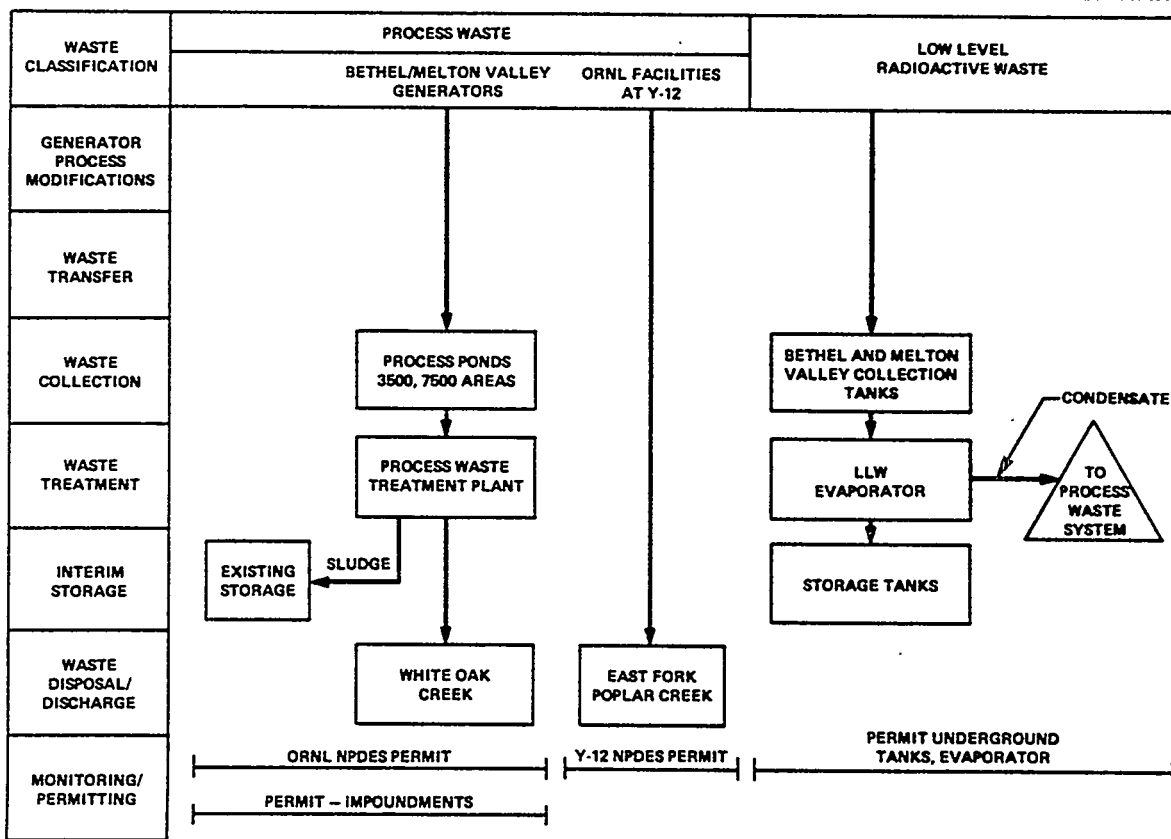 WASTE
CLASSIFICATION
PROCESS WASTE
BETHEL/MELTON VALLEY
GENERATORS
ORNL FACILITIES
AT Y-12
LOW LEVEL
RADIOACTIVE WASTE
GENERATOR
PROCESS
MODIFICATIONS
WASTE
TRANSFER
WASTE
COLLECTION
PROCESS PONDS
3500, 7500 AREAS
BETHEL AND MELTON
VALLEY COLLECTION
TANKS
CONDENSATE
WASTE
TREATMENT
PROCESS WASTE
TREATMENT PLANT
LLW
EVAPORATOR
TO
PROCESS
WASTE
SYSTEM
INTERIM
STORAGE
EXISTING
STORAGE
SLUDGE
STORAGE TANKS
WASTE
DISPOSAL/
DISCHARGE
WHITE OAK
CREEK
EAST FORK
POPLAR CREEK
MONITORING/
PERMITTING
ORNL NPDES PERMIT
Y-12 NPDES PERMIT
PERMIT UNDERGROUND
TANKS, EVAPORATOR
PERMIT – IMPOUNDMENTS